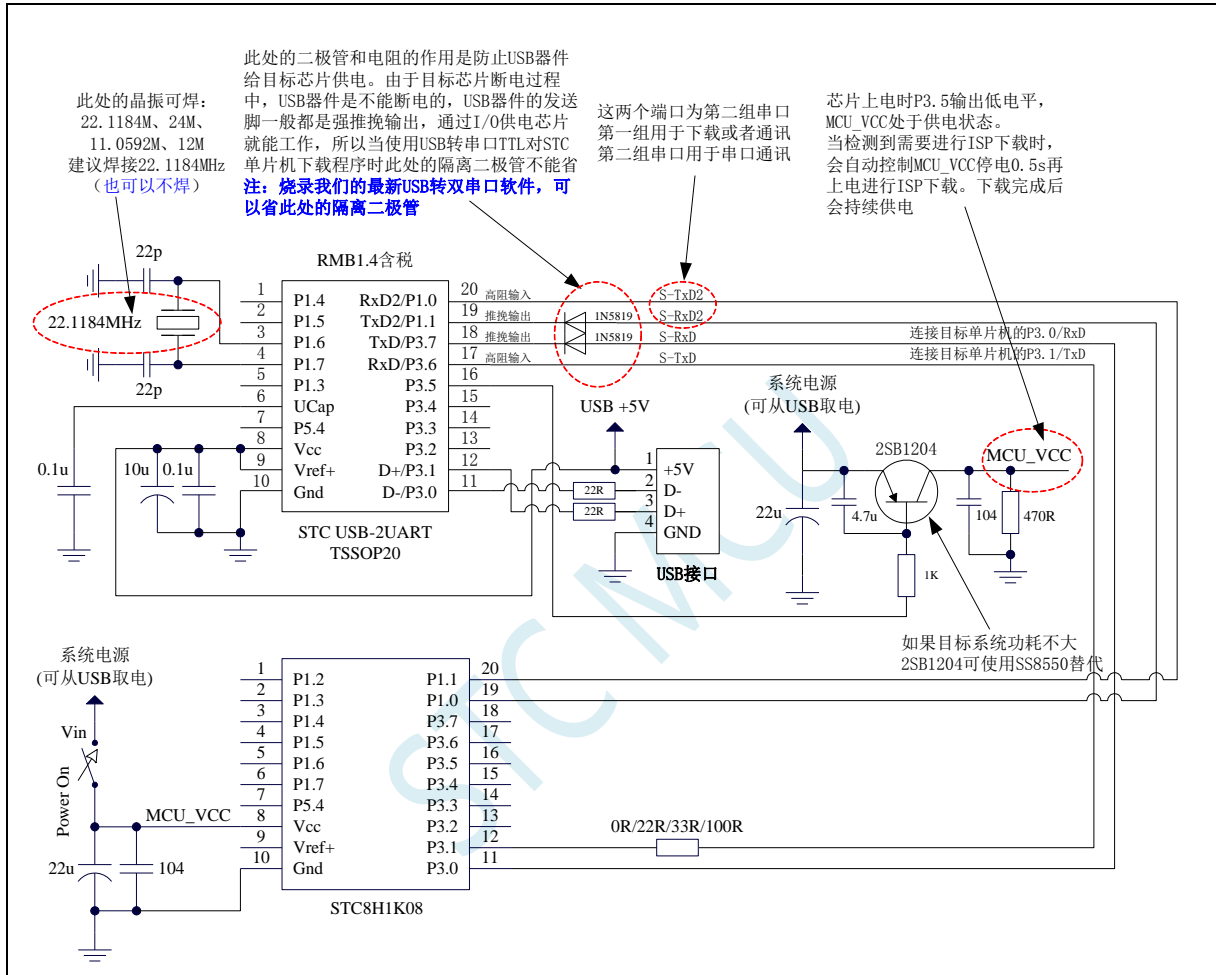 此处的二极管和电阻的作用是防止USB器件
给目标芯片供电。由于目标芯片断电过程
中，USB器件是不能断电的，USB器件的发送
脚一般都是强推挽输出，通过I/O供电芯片
就能工作，所以当使用USB转串口TTL对STC
单片机下载程序时此处的隔离二极管不能省
注：烧录我们的最新USB转双串口软件，可
以省此处的隔离二极管
此处的晶振可焊：
22.1184M、24M、
11.0592M、12M
建议焊接22.1184MHz
（也可以不焊）
这两个端口为第二组串口
第一组用于下载或者通讯
第二组串口用于串口通讯
芯片上电时P3.5输出低电平，
MCU_VCC处于供电状态。
当检测到需要进行ISP下载时，
会自动控制MCU_VCC停电0.5s再
上电进行ISP下载。下载完成后
会持续供电
22p
22.1184MHz
22p
RMB1.4含税
1 P1.4 RxD2/P1.0 20 高阻输入 S-TxD2
2 P1.5 TxD2/P1.1 19 推挽输出 1N5819 S-RxD2
3 P1.6 TxD/P3.7 18 推挽输出 1N5819 S-RxD 连接目标单片机的P3.0/RxD
4 P1.7 RxD/P3.6 17 高阻输入 S-TxD 连接目标单片机的P3.1/TxD
5 P1.3 P3.5 16
6 UCap P3.4 15
7 P5.4 P3.3 14
8 Vcc P3.2 13
9 Vref+ D+/P3.1 12
10 Gnd D-/P3.0 11
STC USB-2UART
TSSOP20
0.1u
10u
0.1u
USB +5V
22R
22R
1 +5V
2 D-
3 D+
4 GND
USB接口
系统电源
(可从USB取电)
2SB1204
MCU_VCC
22u
4.7u
104
470R
1K
如果目标系统功耗不大
2SB1204可使用SS8550替代
STC MCU
系统电源
(可从USB取电)
Vin
Power On
MCU_VCC
22u
104
1 P1.2 P1.1 20
2 P1.3 P1.0 19
3 P1.4 P3.7 18
4 P1.5 P3.6 17
5 P1.6 P3.5 16
6 P1.7 P3.4 15
7 P5.4 P3.3 14
8 Vcc P3.2 13
9 Vref+ P3.1 12
10 Gnd P3.0 11
0R/22R/33R/100R
STC8H1K08